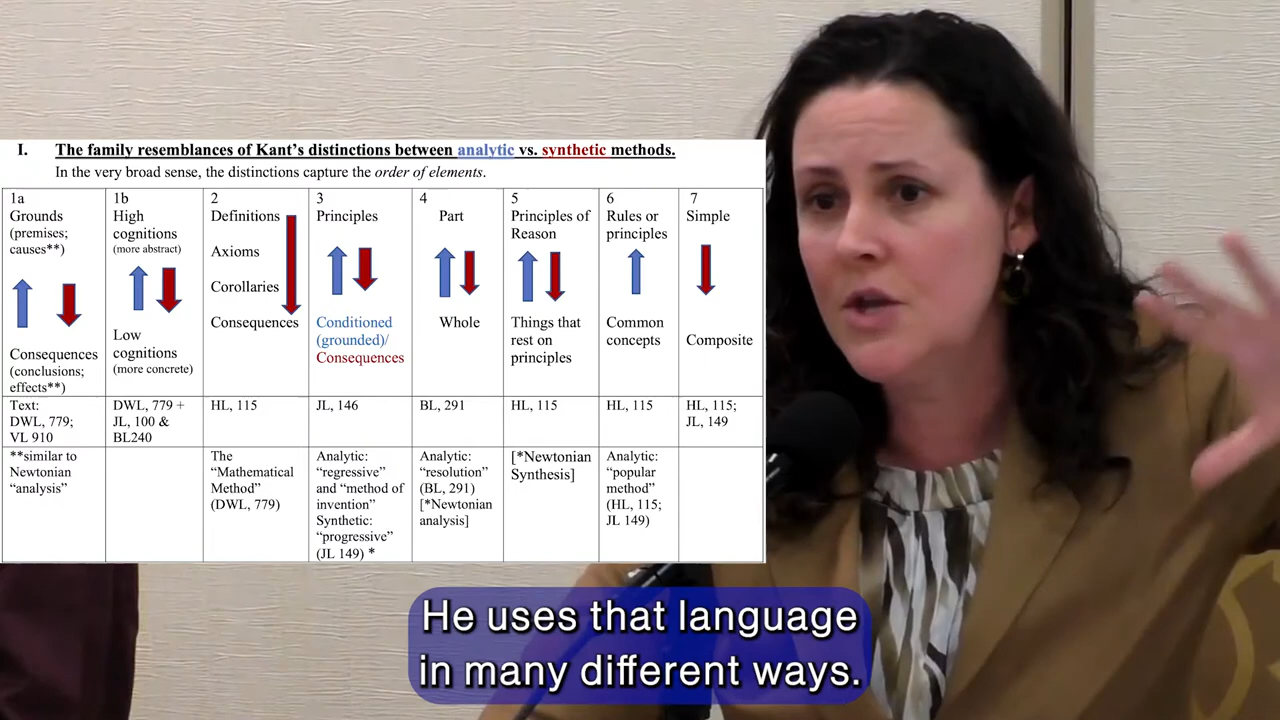 I. The family resemblances of Kant's distinctions between analytic vs. synthetic methods.
In the very broad sense, the distinctions capture the order of elements.
1a
Grounds
(premises;
causes**)
Consequences
(conclusions;
effects**)
1b
High
cognitions
(more abstract)
Low
cognitions
(more concrete)
2
Definitions
Axioms
Corollaries
Consequences
3
Principles
Conditioned
(grounded)/
Consequences
4
Part
Whole
5
Principles of
Reason
Things that
rest on
principles
6
Rules or
principles
Common
concepts
7
Simple
Composite
Text:
DWL, 779;
VL 910
DWL, 779 +
JL, 100 &
BL240
HL, 115
JL, 146
BL, 291
HL, 115
HL, 115
HL, 115;
JL, 149
**similar to
Newtonian
“analysis”
The
“Mathematical
Method”
(DWL, 779)
Analytic:
“regressive”
and “method of
invention”
Synthetic:
“progressive”
(JL 149) *
Analytic:
“resolution”
(BL, 291)
[*Newtonian
analysis]
[*Newtonian
Synthesis]
Analytic:
“popular
method”
(HL, 115;
JL 149)
He uses that language
in many different ways.